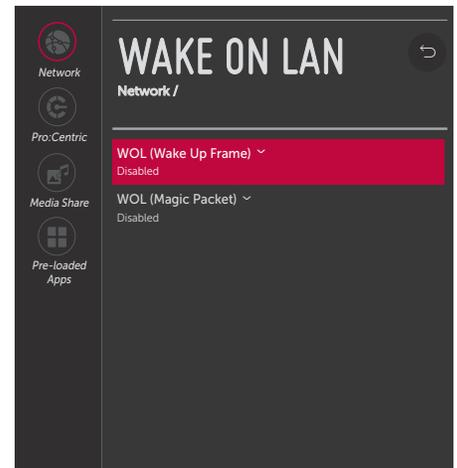 Network
Pro:Centric
Media Share
Pre-loaded
Apps
WAKE ON LAN
Network /
WOL (Wake Up Frame)
Disabled
WOL (Magic Packet)
Disabled